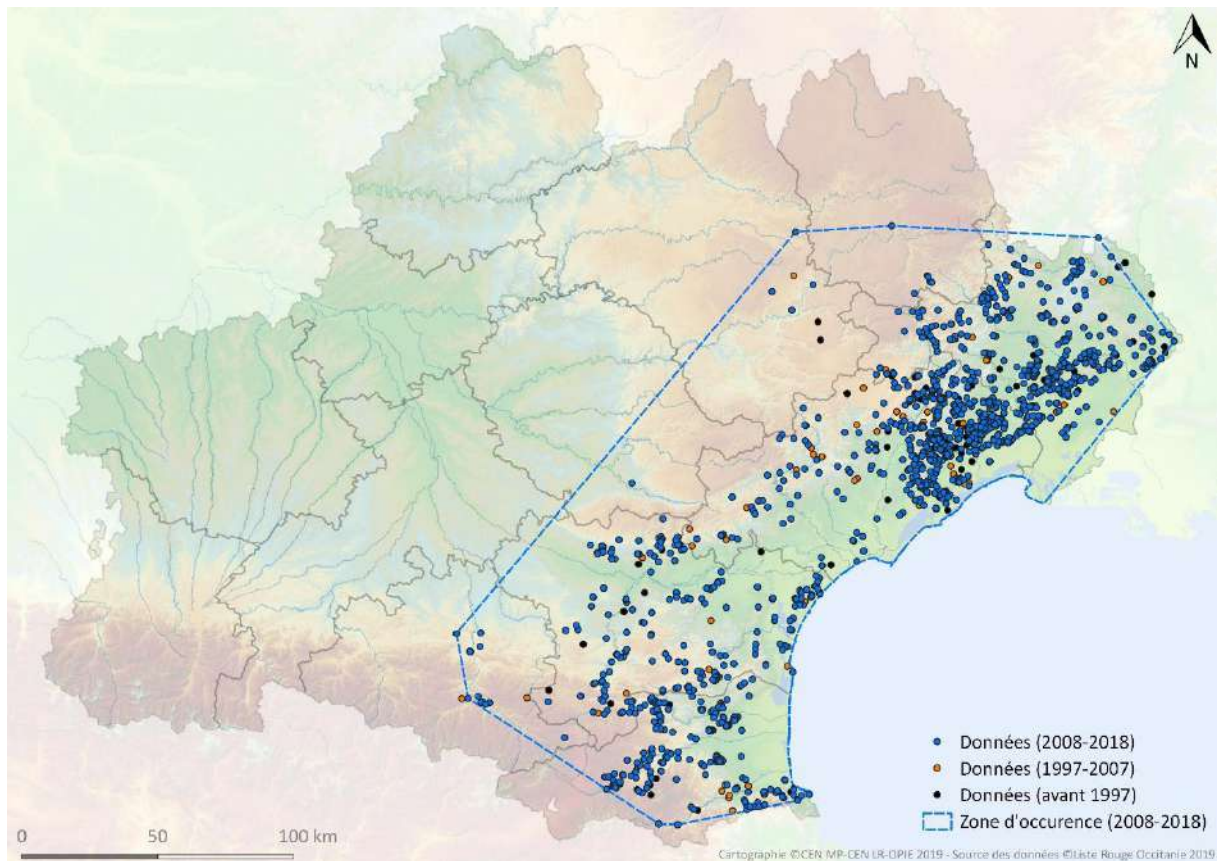 N
Données (2008-2018)
Données (1997-2007)
Données (avant 1997)
Zone d'occurence (2008-2018)
0 50 100 km
Cartographie ©CEN MP-CEN LR-OPIE 2019 - Source des données ©Liste Rouge Occitanie 2019